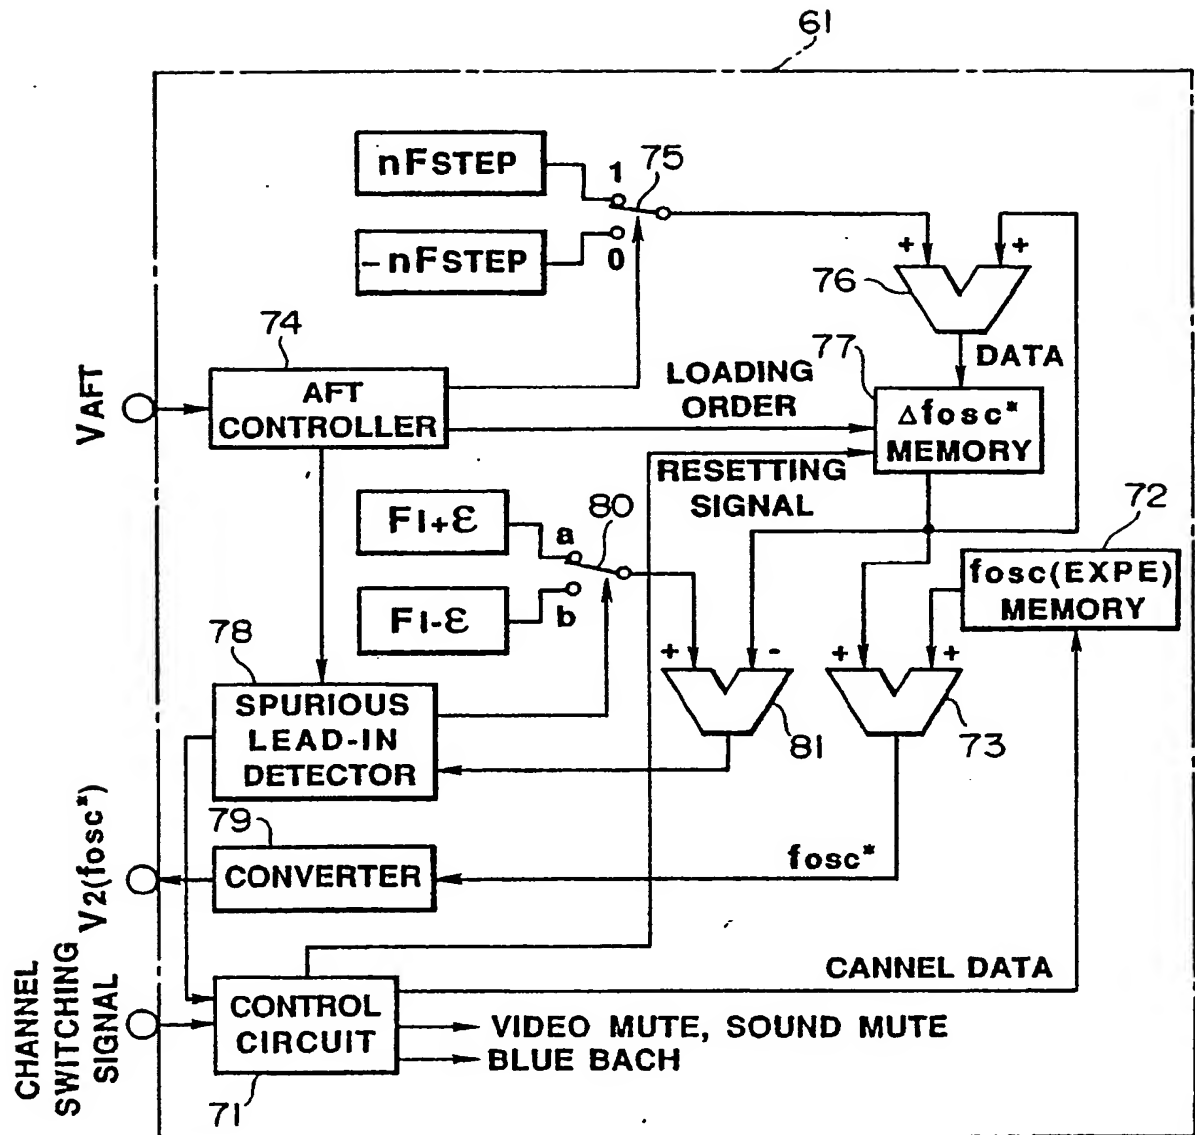 61
nFSTEP
1
75
-nFSTEP
0
+
+
76
74
77
DATA
VAFT
AFT
CONTROLLER
LOADING
ORDER
Δfosc*
MEMORY
RESETTING
SIGNAL
FI+ε
a
80
72
fosc(EXPE)
MEMORY
FI-ε
b
78
+
-
+
+
SPURIOUS
LEAD-IN
DETECTOR
81
73
79
V2(fosc*)
CONVERTER
fosc*
CHANNEL
SWITCHING
SIGNAL
CANNEL DATA
CONTROL
CIRCUIT
VIDEO MUTE, SOUND MUTE
BLUE BACH
71